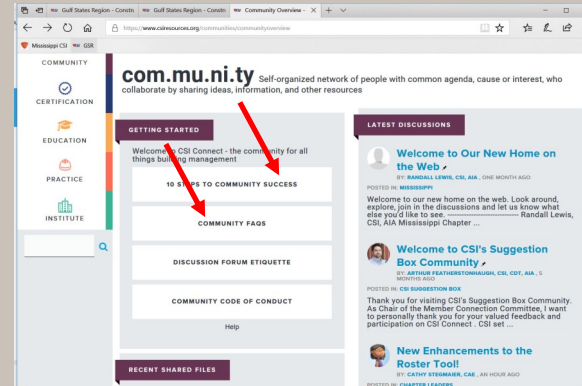 Gulf States Region - Constr
Gulf States Region - Constr
Community Overview -
https://www.csiresources.org/communities/communityoverview
Mississippi CSI
GSR
COMMUNITY
CERTIFICATION
EDUCATION
PRACTICE
INSTITUTE
com.mu.ni.ty Self-organized network of people with common agenda, cause or interest, who
collaborate by sharing ideas, information, and other resources
GETTING STARTED
Welcome to CSI Connect - the community for all
things building management
10 STEPS TO COMMUNITY SUCCESS
COMMUNITY FAQS
DISCUSSION FORUM ETIQUETTE
COMMUNITY CODE OF CONDUCT
Help
RECENT SHARED FILES
LATEST DISCUSSIONS
Welcome to Our New Home on
the Web
BY: RANDALL LEWIS, CSI, AIA , ONE MONTH AGO
POSTED IN: MISSISSIPPI
Welcome to our new home on the web. Look around,
explore, join in the discussions and let us know what
else you'd like to see. ------------------------------ Randall Lewis,
CSI, AIA Mississippi Chapter ...
Welcome to CSI's Suggestion
Box Community
BY: ARTHUR FEATHERSTONHAUGH, CSI, CDT, AIA , 5
MONTHS AGO
POSTED IN: CSI SUGGESTION BOX
Thank you for visiting CSI's Suggestion Box Community.
As Chair of the Member Connection Committee, I want
to personally thank you for your valued feedback and
participation on CSI Connect . CSI set ...
New Enhancements to the
Roster Tool!
BY: CATHY STEGMAIER, CAE , AN HOUR AGO
POSTED IN: CHAPTER LEADERS